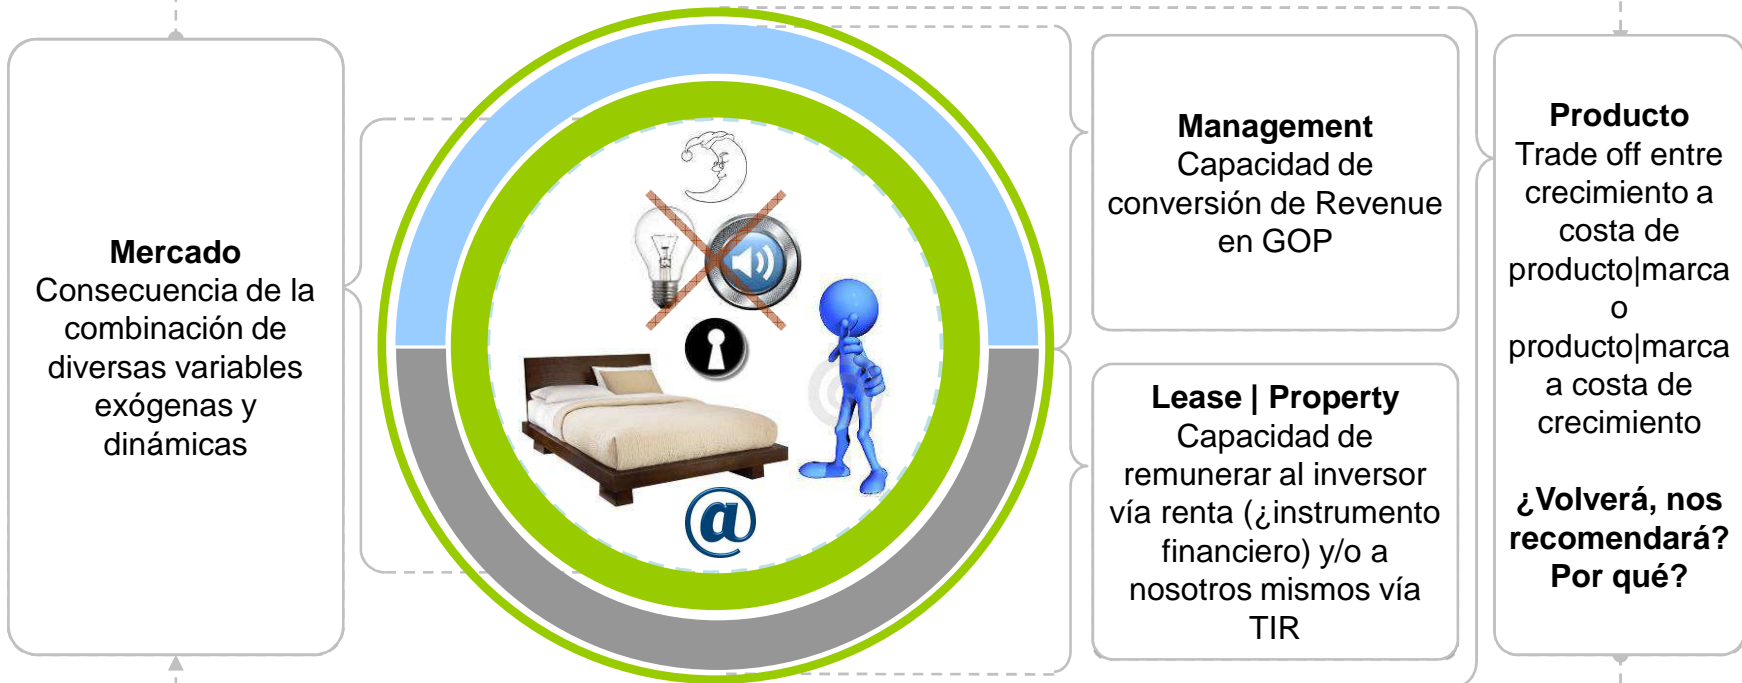 Mercado
Consecuencia de la
combinación de
diversas variables
exógenas y
dinámicas
@
Management
Capacidad de
conversión de Revenue
en GOP
Lease | Property
Capacidad de
remunerar al inversor
vía renta (¿instrumento
financiero) y/o a
nosotros mismos vía
TIR
Producto
Trade off entre
crecimiento a
costa de
producto|marca
o
producto|marca
a costa de
crecimiento
¿Volverá, nos
recomendará?
Por qué?